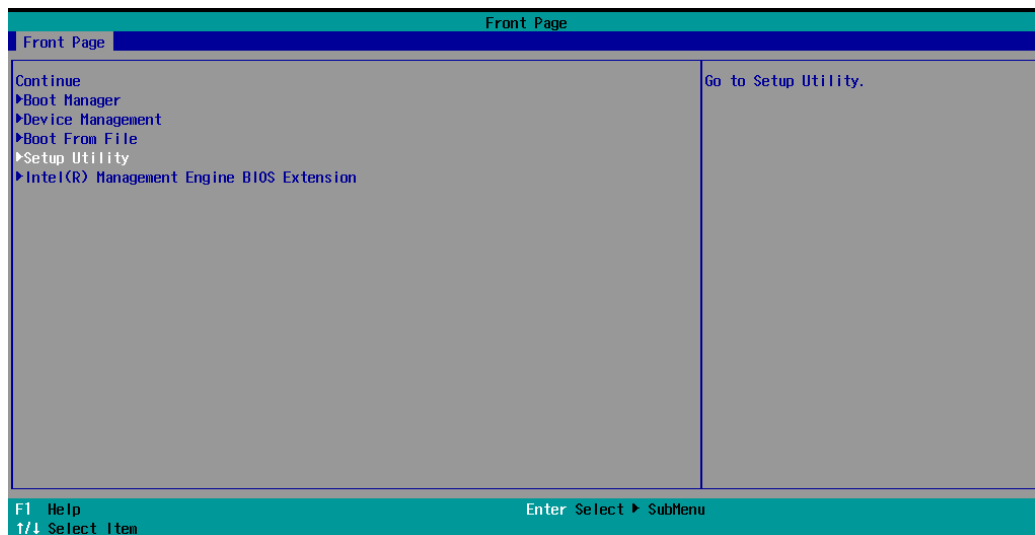 Front Page
Front Page
Continue
▶Boot Manager
▶Device Management
▶Boot From File
▶Setup Utility
▶Intel(R) Management Engine BIOS Extension
Go to Setup Utility.
F1 Help
Enter Select ▶ SubMenu
↑/↓ Select Item